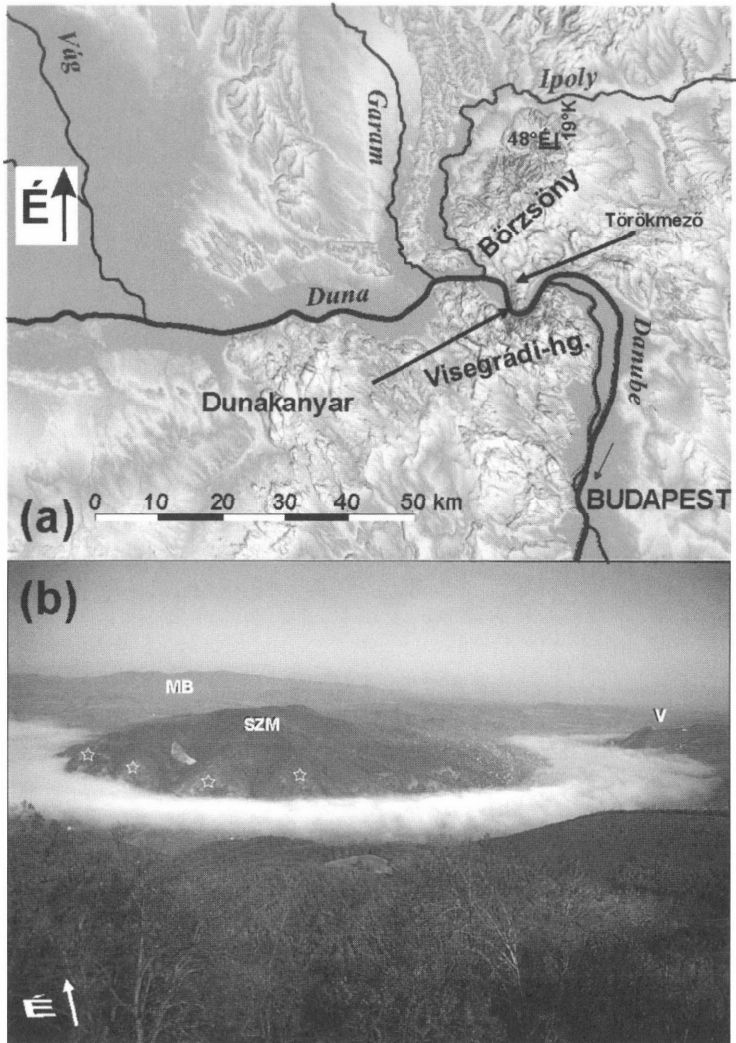 Vág
Garam
Ipoly
48°É
19°K
É
Börzsöny
Törökmező
Duna
Danube
Visegrádi-hg.
Dunakanyar
(a)
0 10 20 30 40 50 km
BUDAPEST
(b)
MB
SZM
V
É